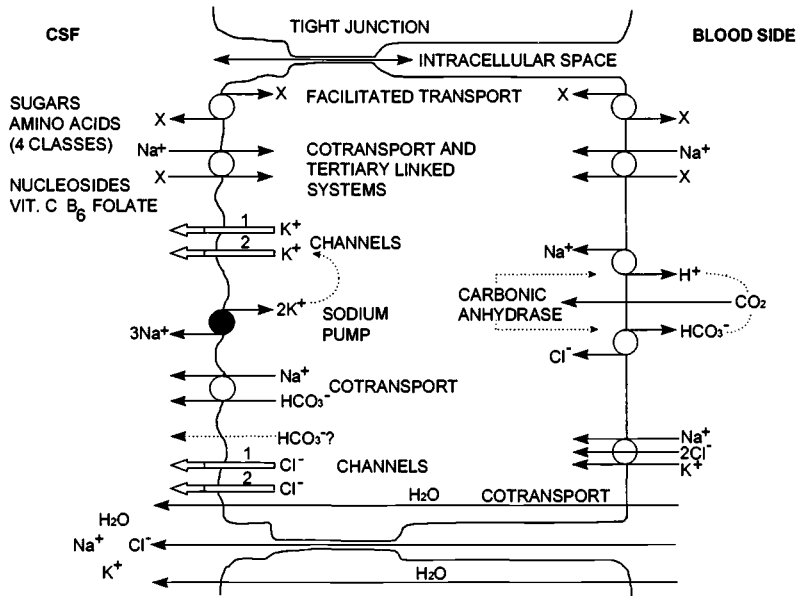 CSF
TIGHT JUNCTION
BLOOD SIDE
INTRACELLULAR SPACE
SUGARS
AMINO ACIDS
(4 CLASSES)
X
X
FACILITATED TRANSPORT
X
X
Na⁺
X
COTRANSPORT AND
TERTIARY LINKED
SYSTEMS
Na⁺
X
NUCLEOSIDES
VIT. C B₆ FOLATE
1
K⁺
2
K⁺
CHANNELS
2K⁺
3Na⁺
SODIUM
PUMP
Na⁺
H⁺
CARBONIC
ANHYDRASE
CO₂
HCO₃⁻
Cl⁻
Na⁺
HCO₃⁻
COTRANSPORT
HCO₃⁻?
1
Cl⁻
2
Cl⁻
CHANNELS
Na⁺
2Cl⁻
K⁺
H₂O
COTRANSPORT
H₂O
Na⁺ Cl⁻
K⁺
H₂O